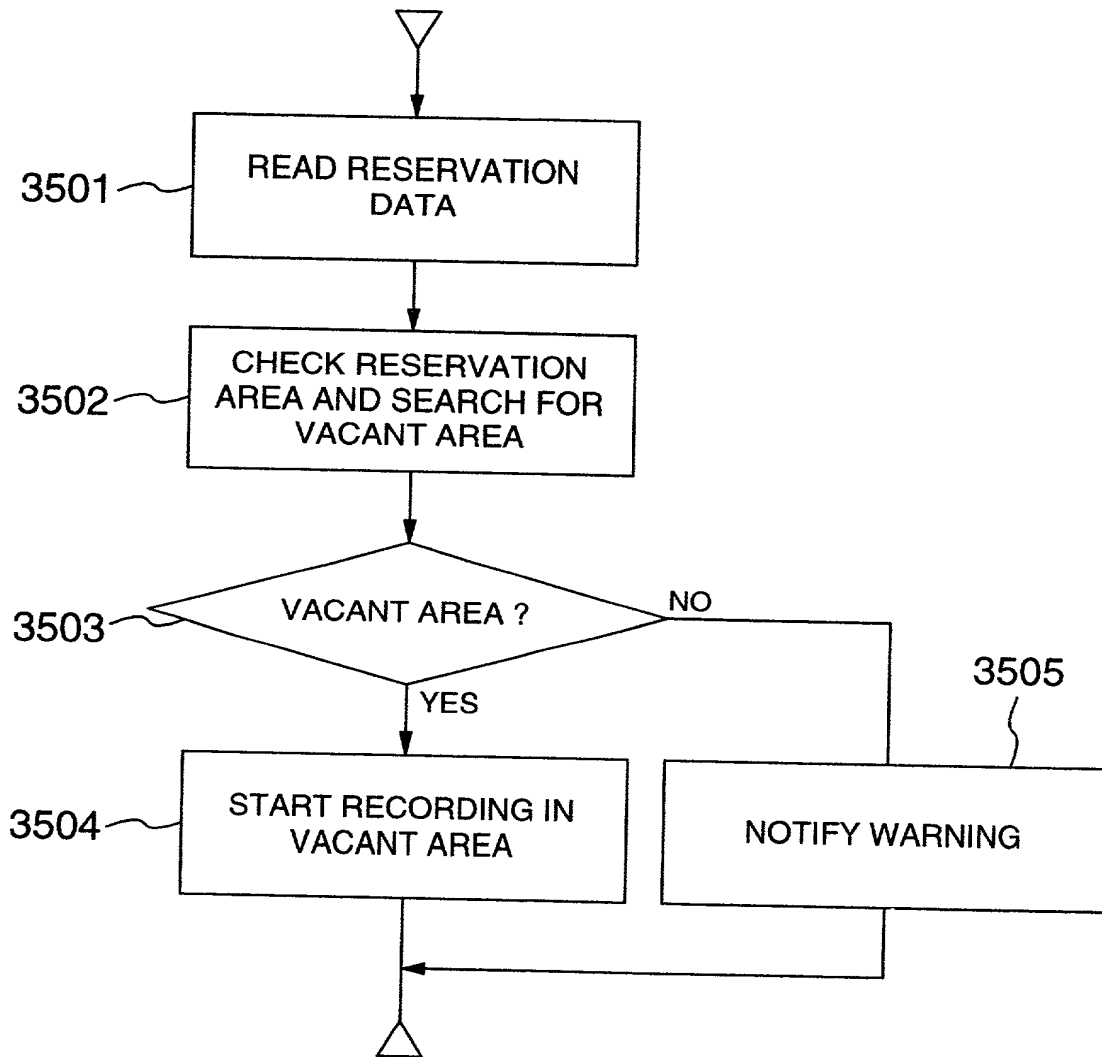 3501
READ RESERVATION
DATA
3502
CHECK RESERVATION
AREA AND SEARCH FOR
VACANT AREA
3503
VACANT AREA ?
NO
YES
3504
START RECORDING IN
VACANT AREA
3505
NOTIFY WARNING